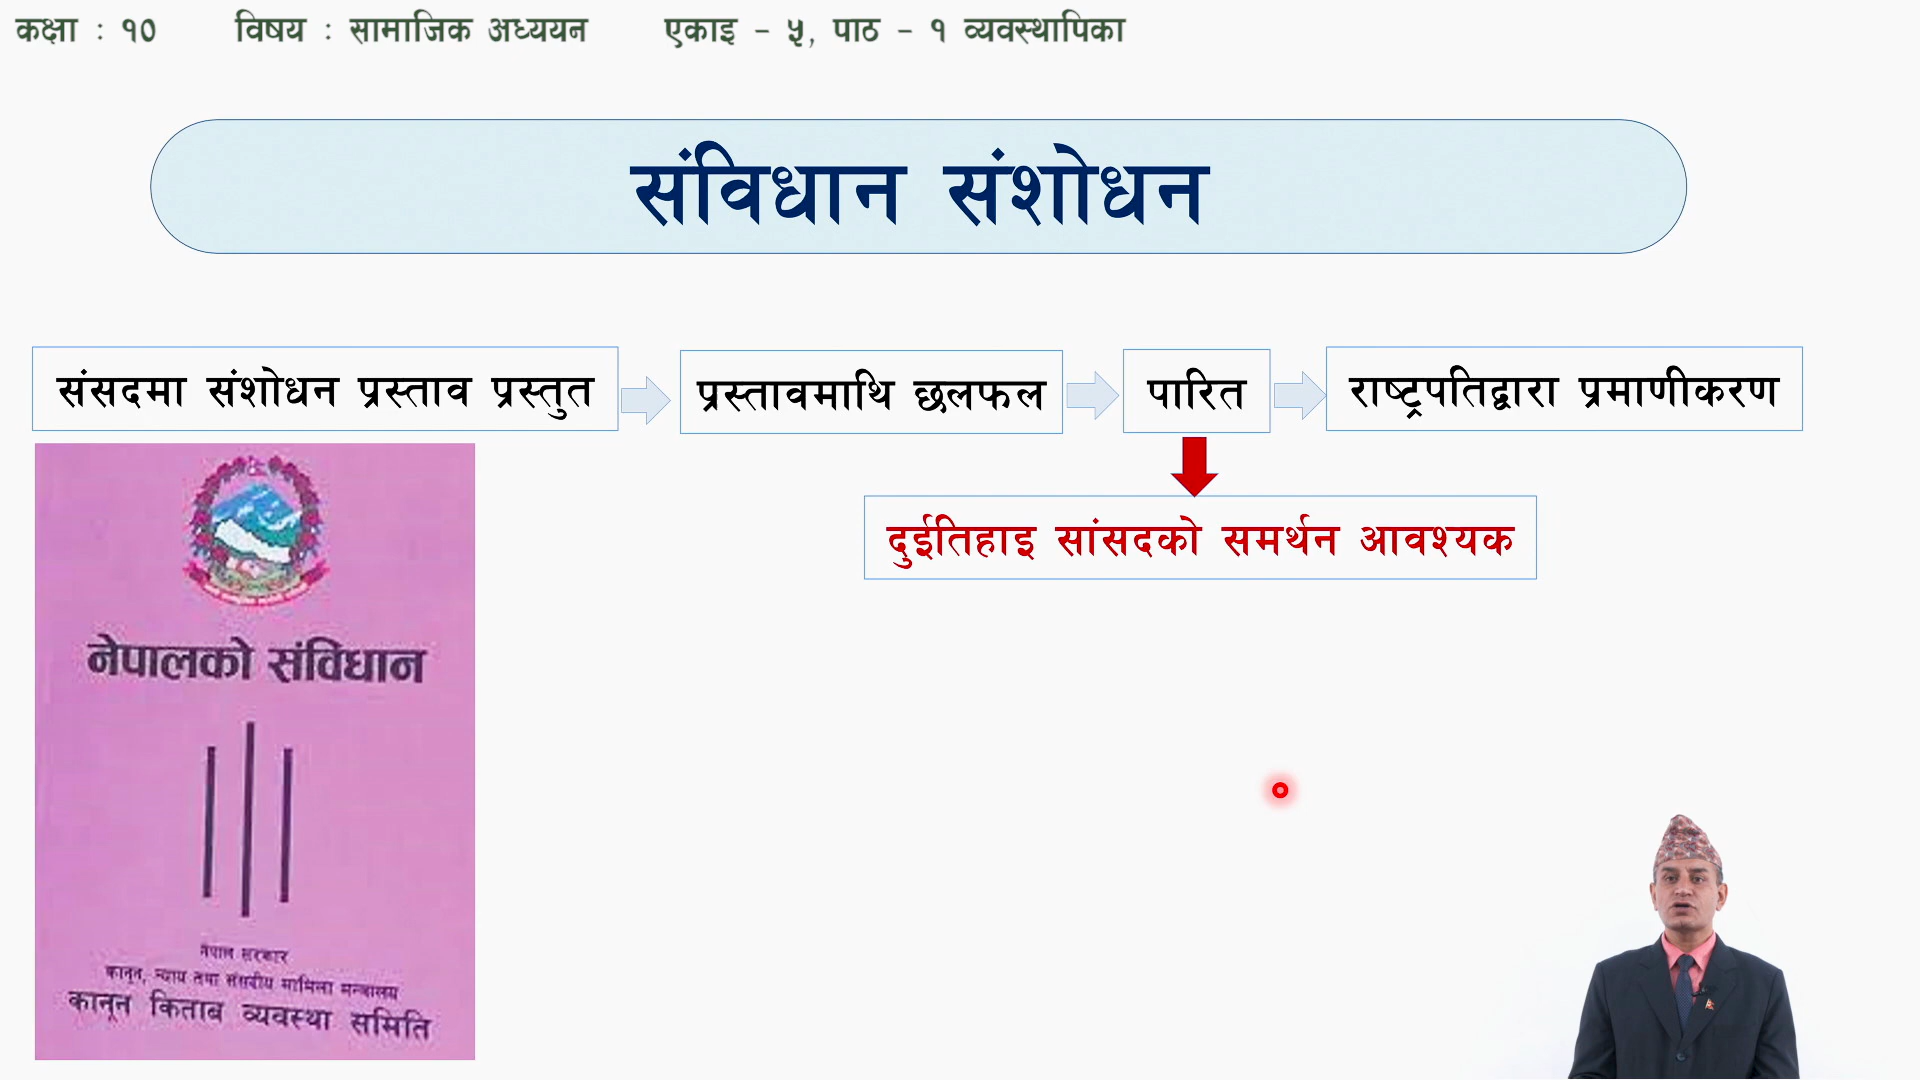 कक्षा : १० विषय : सामाजिक अध्ययन एकाइ - ५, पाठ - १ व्यवस्थापिका
संविधान संशोधन
संसदमा संशोधन प्रस्ताव प्रस्तुत
प्रस्तावमाथि छलफल
पारित
राष्ट्रपतिद्वारा प्रमाणीकरण
दुईतिहाइ सांसदको समर्थन आवश्यक
नेपालको संविधान
नेपाल सरकार
कानून, न्याय तथा संसदीय मामिला मन्त्रालय
कानून किताब व्यवस्था समिति